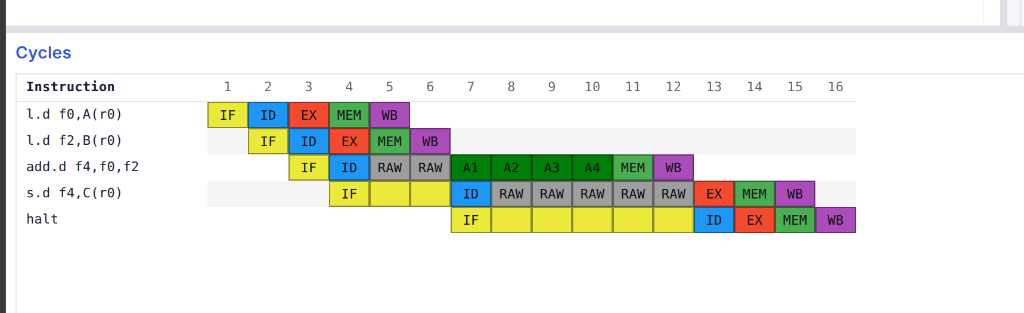 Cycles
Instruction 1 2 3 4 5 6 7 8 9 10 11 12 13 14 15 16
l.d f0,A(r0) IF ID EX MEM WB
l.d f2,B(r0) IF ID EX MEM WB
add.d f4,f0,f2 IF ID RAW RAW A1 A2 A3 A4 MEM WB
s.d f4,C(r0) IF ID RAW RAW RAW RAW RAW EX MEM WB
halt IF ID EX MEM WB